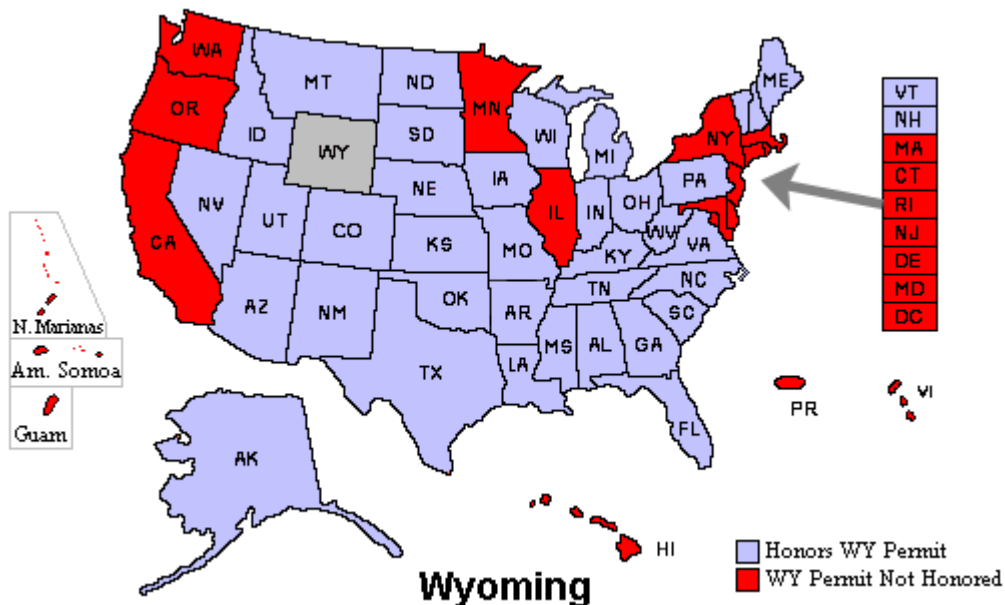 WA
MT
ND
MN
ME
VT
NH
OR
ID
WY
SD
WI
MI
NY
MA
CT
RI
NJ
DE
MD
DC
NV
UT
CO
NE
IA
IL
IN
OH
PA
CA
KS
MO
KY
WV
VA
AZ
NM
OK
AR
TN
NC
SC
TX
LA
MS
AL
GA
FL
N. Marianas
Am. Somoa
Guam
AK
HI
PR
VI
Honors WY Permit
WY Permit Not Honored
Wyoming